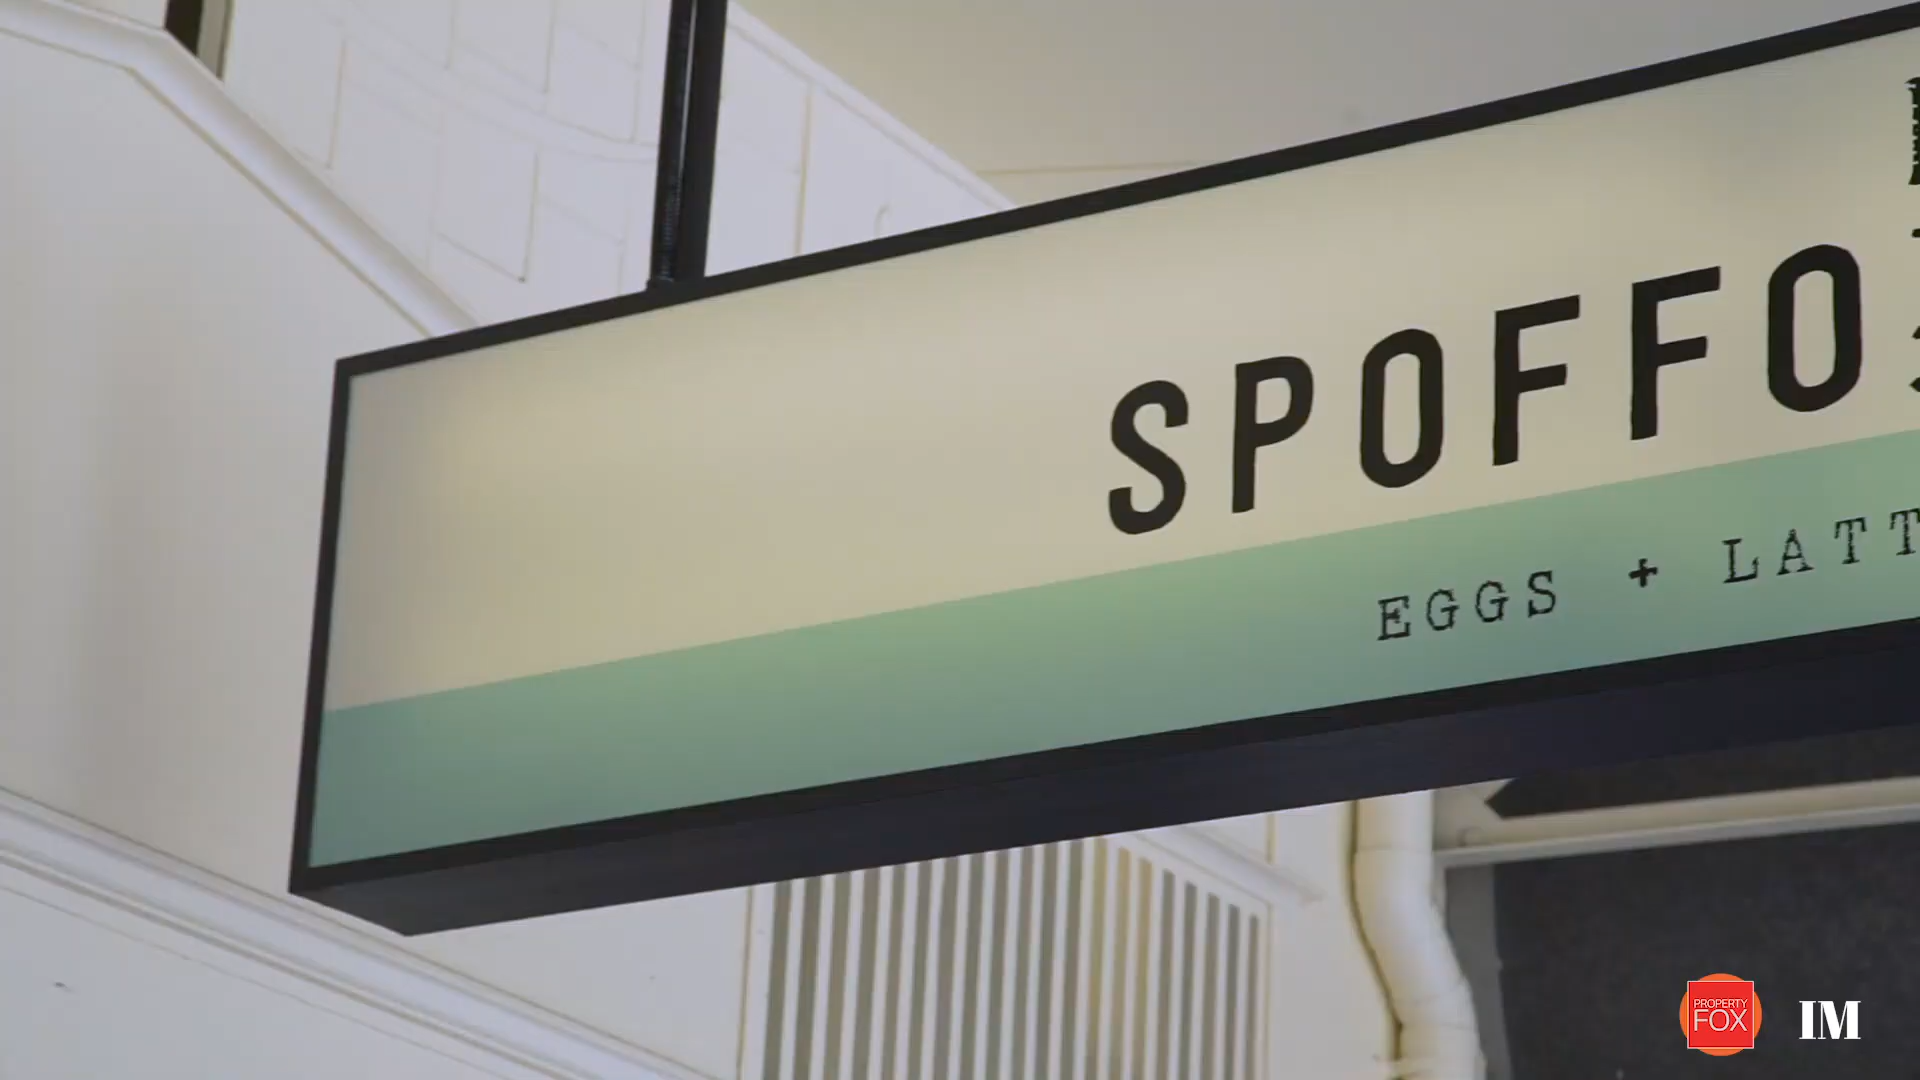 SPOFFO
EGGS + LATT
PROPERTY
FOX
IM